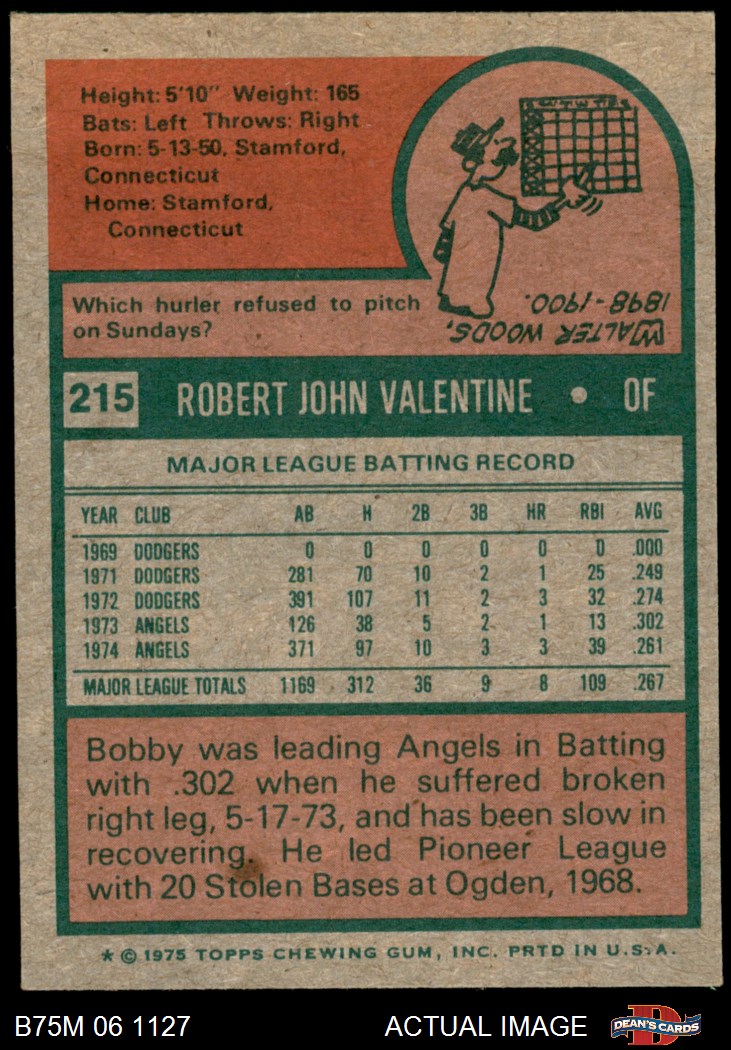 Height: 5'10" Weight: 165
Bats: Left Throws: Right
Born: 5-13-50, Stamford,
Connecticut
Home: Stamford,
Connecticut
S M T W T F S
Which hurler refused to pitch
on Sundays?
WALTER WOODS,
1898-1900.
215 ROBERT JOHN VALENTINE • OF
MAJOR LEAGUE BATTING RECORD
YEAR CLUB AB H 2B 3B HR RBI AVG
1969 DODGERS 0 0 0 0 0 0 .000
1971 DODGERS 281 70 10 2 1 25 .249
1972 DODGERS 391 107 11 2 3 32 .274
1973 ANGELS 126 38 5 2 1 13 .302
1974 ANGELS 371 97 10 3 3 39 .261
MAJOR LEAGUE TOTALS 1169 312 36 9 8 109 .267
Bobby was leading Angels in Batting
with .302 when he suffered broken
right leg, 5-17-73, and has been slow in
recovering. He led Pioneer League
with 20 Stolen Bases at Ogden, 1968.
* © 1975 TOPPS CHEWING GUM, INC. PRTD IN U.S.A.
B75M 06 1127 ACTUAL IMAGE DEAN'S CARDS